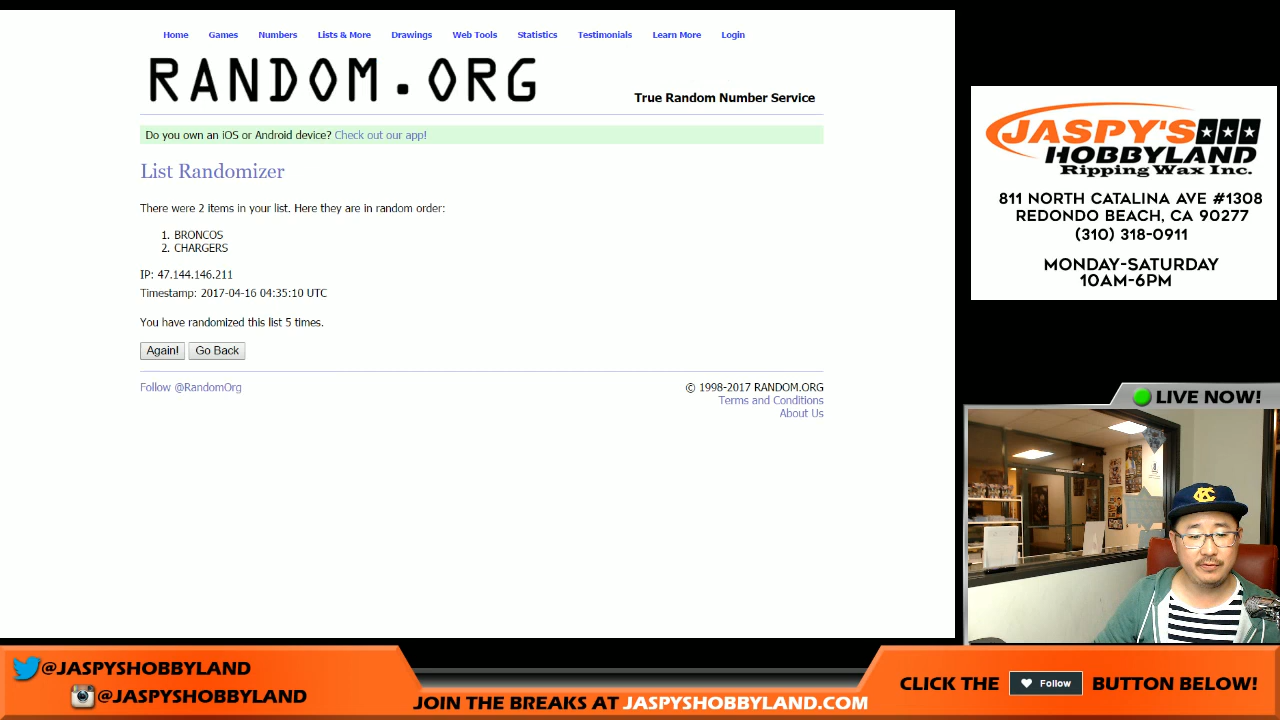 Home Games Numbers Lists & More Drawings Web Tools Statistics Testimonials Learn More Login
RANDOM.ORG
True Random Number Service
Do you own an iOS or Android device? Check out our app!
List Randomizer
There were 2 items in your list. Here they are in random order:
1. BRONCOS
2. CHARGERS
IP: 47.144.146.211
Timestamp: 2017-04-16 04:35:10 UTC
You have randomized this list 5 times.
Again! Go Back
Follow @RandomOrg
© 1998-2017 RANDOM.ORG
Terms and Conditions
About Us
JASPY'S
HOBBYLAND
Ripping Wax Inc.
811 NORTH CATALINA AVE #1308
REDONDO BEACH, CA 90277
(310) 318-0911
MONDAY-SATURDAY
10AM-6PM
LIVE NOW!
@JASPYSHOBBYLAND
@JASPYSHOBBYLAND
JOIN THE BREAKS AT JASPYSHOBBYLAND.COM
CLICK THE Follow BUTTON BELOW!